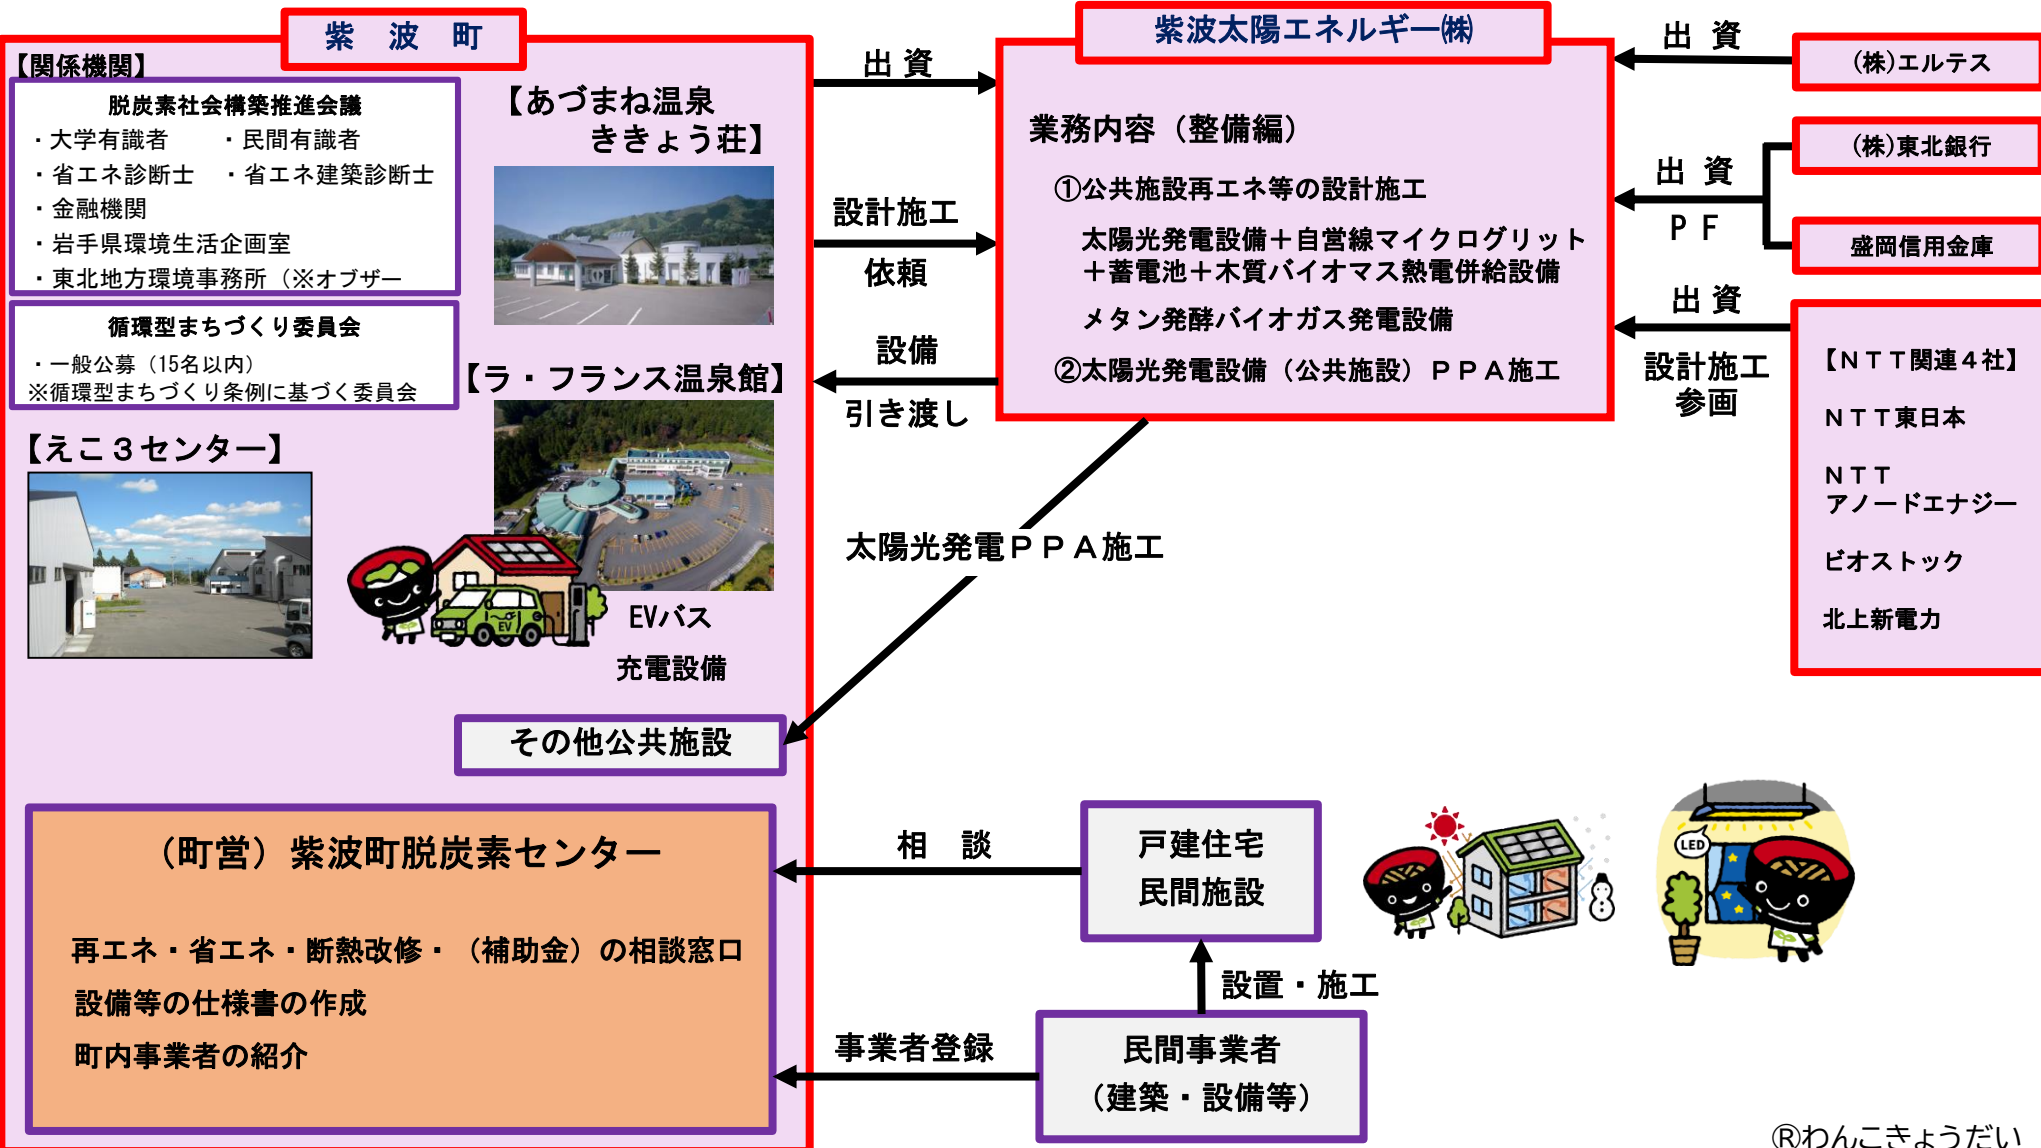 紫　波　町
【関係機関】
脱炭素社会構築推進会議
・大学有識者　　・民間有識者
・省エネ診断士　・省エネ建築診断士
・金融機関
・岩手県環境生活企画室
・東北地方環境事務所（※オブザー
循環型まちづくり委員会
・一般公募（15名以内）
※循環型まちづくり条例に基づく委員会
【えこ３センター】
【あづまね温泉
ききょう荘】
【ラ・フランス温泉館】
EV
EVバス
充電設備
その他公共施設
（町営）紫波町脱炭素センター
再エネ・省エネ・断熱改修・（補助金）の相談窓口
設備等の仕様書の作成
町内事業者の紹介
出 資
設計施工
依頼
設備
引き渡し
太陽光発電ＰＰＡ施工
紫波太陽エネルギー㈱
業務内容（整備編）
①公共施設再エネ等の設計施工
太陽光発電設備＋自営線マイクログリット
＋蓄電池＋木質バイオマス熱電併給設備
メタン発酵バイオガス発電設備
②太陽光発電設備（公共施設）ＰＰＡ施工
出 資
(株)エルテス
出 資
ＰＦ
(株)東北銀行
盛岡信用金庫
出 資
設計施工
参画
【ＮＴＴ関連４社】
ＮＴＴ東日本
ＮＴＴ
アノードエナジー
ビオストック
北上新電力
相　談
戸建住宅
民間施設
設置・施工
事業者登録
民間事業者
（建築・設備等）
LED
®わんこきょうだい